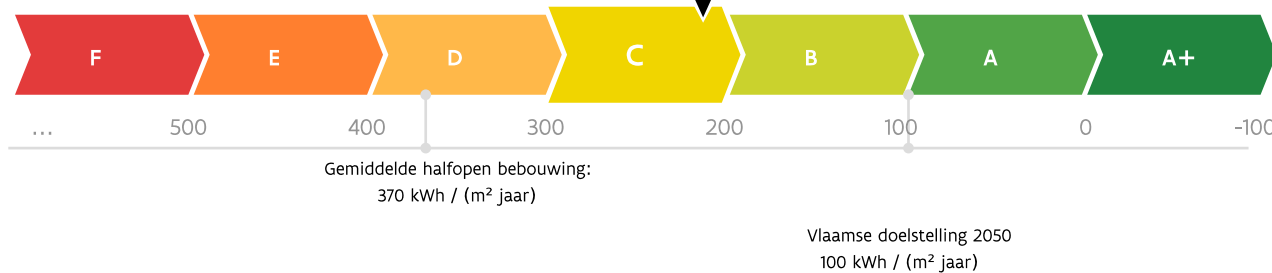 F E D C B A A+
... 500 400 300 200 100 0 -100
Gemiddelde halfopen bebouwing:
370 kWh / (m² jaar)
Vlaamse doelstelling 2050
100 kWh / (m² jaar)